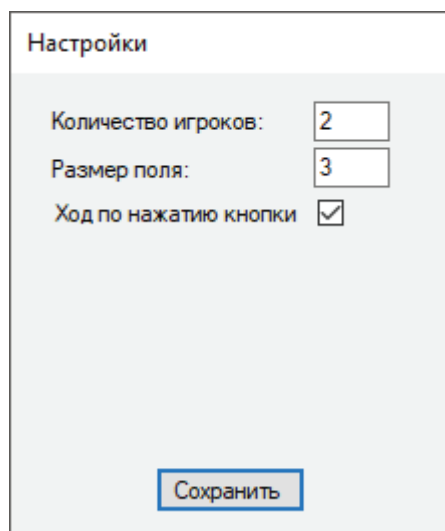 Настройки
Количество игроков: 2
Размер поля: 3
Ход по нажатию кнопки
Сохранить